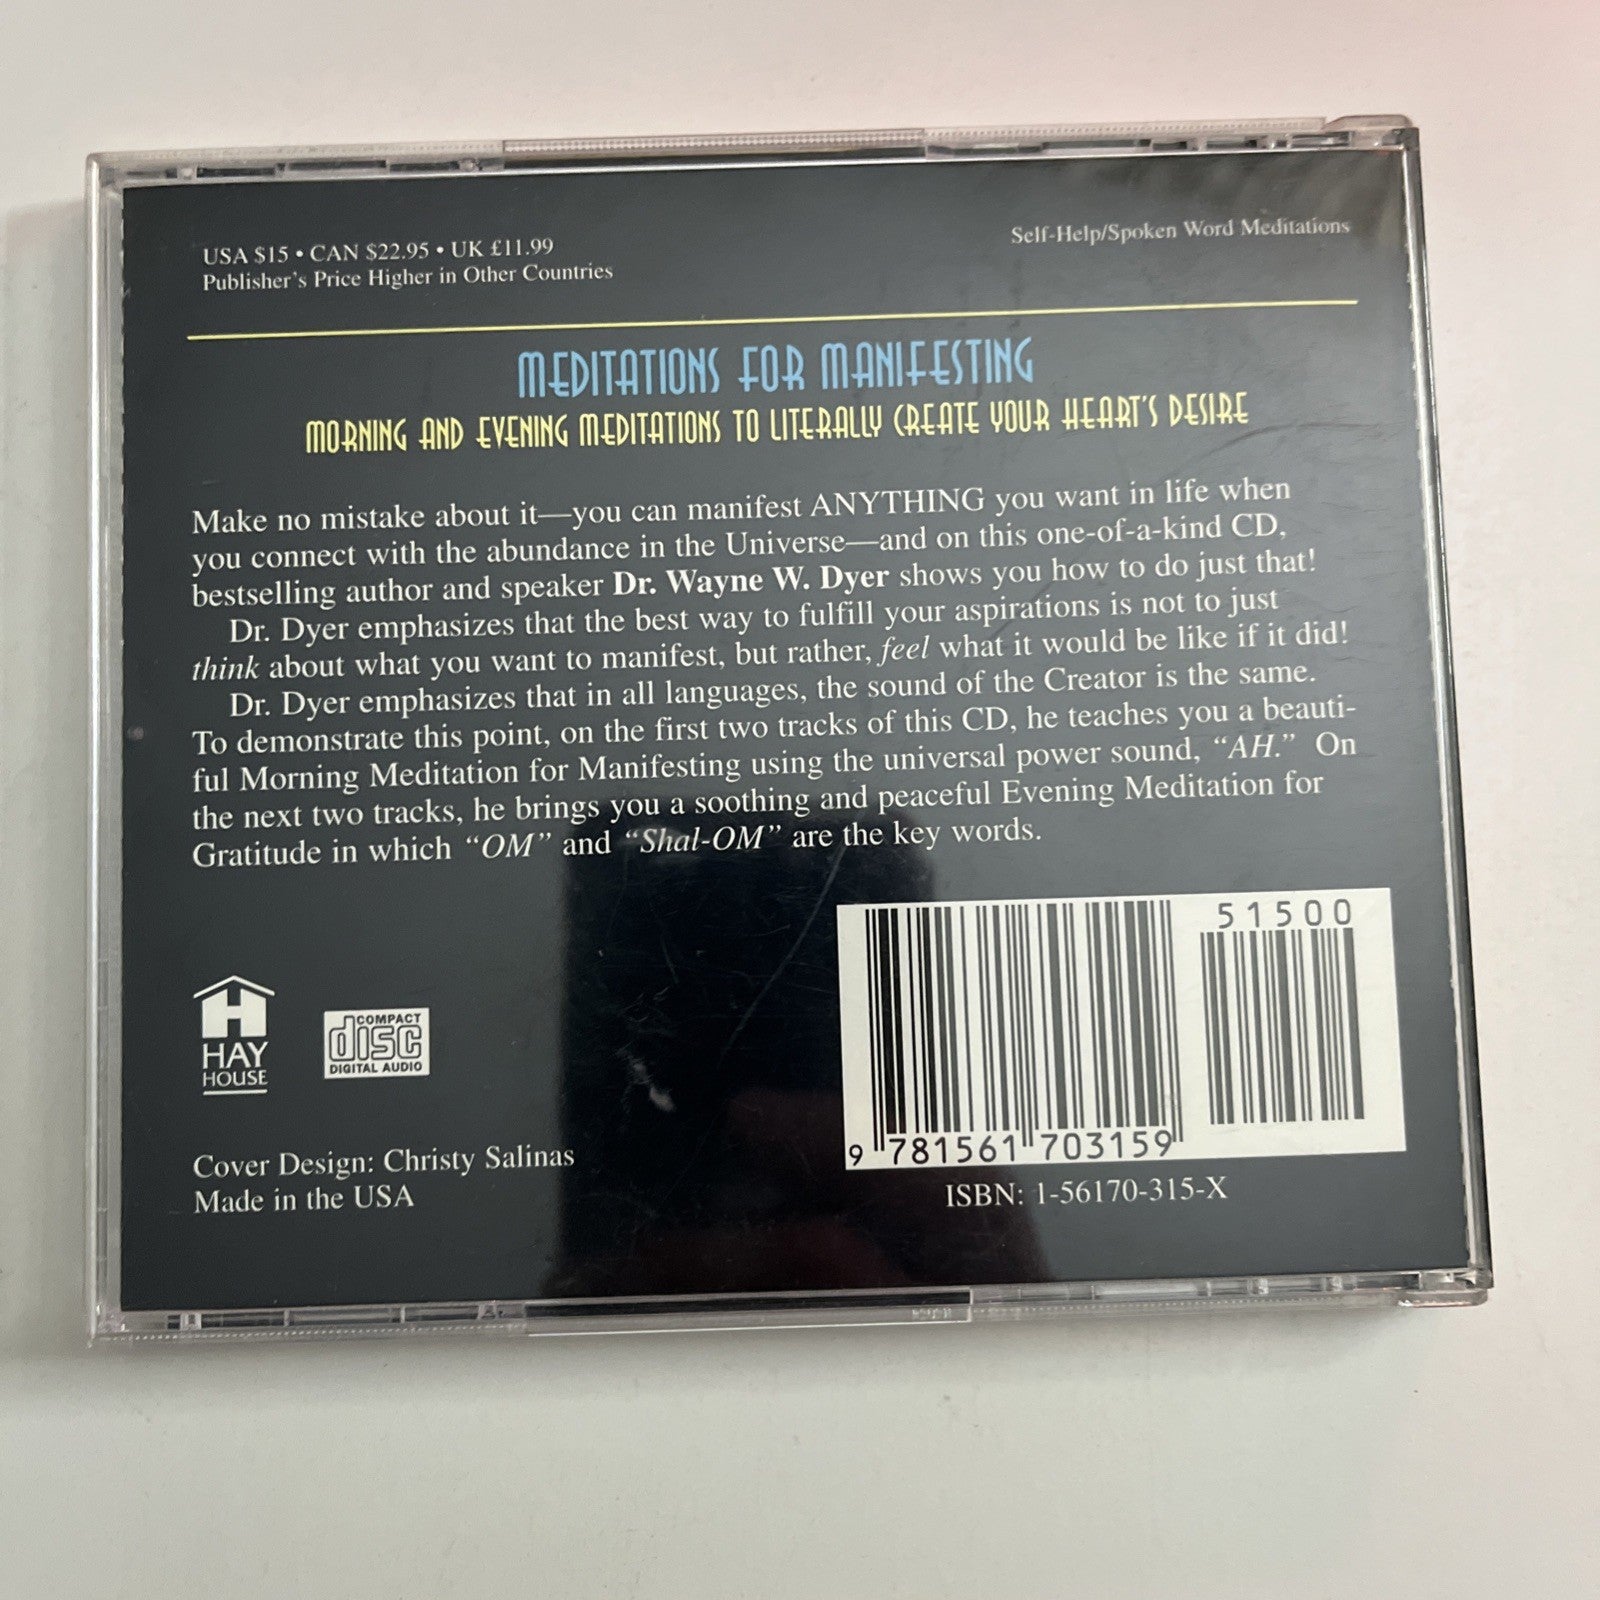 USA $15 • CAN $22.95 • UK £11.99
Publisher's Price Higher in Other Countries
Self-Help/Spoken Word Meditations
MEDITATIONS FOR MANIFESTING
MORNING AND EVENING MEDITATIONS TO LITERALLY CREATE YOUR HEART'S DESIRE
Make no mistake about it—you can manifest ANYTHING you want in life when
you connect with the abundance in the Universe—and on this one-of-a-kind CD,
bestselling author and speaker Dr. Wayne W. Dyer shows you how to do just that!
Dr. Dyer emphasizes that the best way to fulfill your aspirations is not to just
think about what you want to manifest, but rather, feel what it would be like if it did!
Dr. Dyer emphasizes that in all languages, the sound of the Creator is the same.
To demonstrate this point, on the first two tracks of this CD, he teaches you a beauti-
ful Morning Meditation for Manifesting using the universal power sound, “AH.” On
the next two tracks, he brings you a soothing and peaceful Evening Meditation for
Gratitude in which “OM” and “Shal-OM” are the key words.
51500
HAY
HOUSE
COMPACT
disc
DIGITAL AUDIO
9 781561 703159
Cover Design: Christy Salinas
Made in the USA
ISBN: 1-56170-315-X